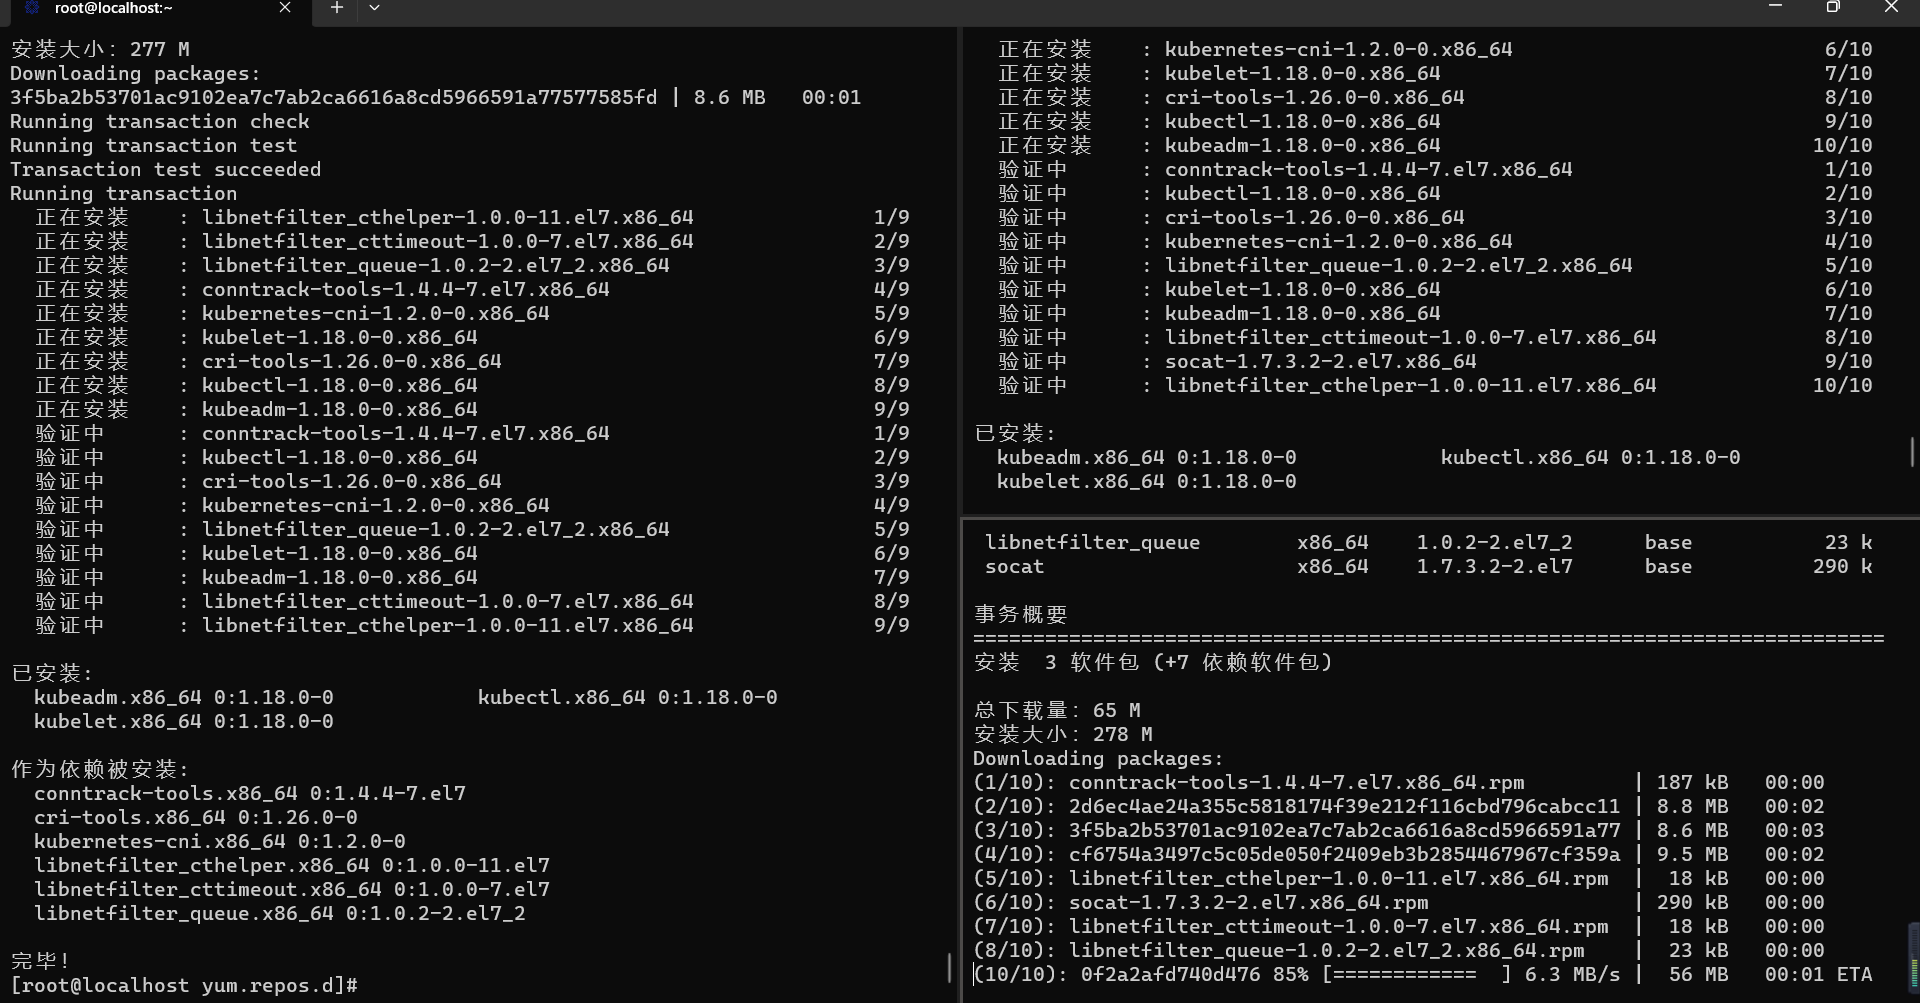 root@localhost:~
安装大小：277 M
Downloading packages:
3f5ba2b53701ac9102ea7c7ab2ca6616a8cd5966591a77577585fd | 8.6 MB   00:01
Running transaction check
Running transaction test
Transaction test succeeded
Running transaction
  正在安装    : libnetfilter_cthelper-1.0.0-11.el7.x86_64               1/9
  正在安装    : libnetfilter_cttimeout-1.0.0-7.el7.x86_64               2/9
  正在安装    : libnetfilter_queue-1.0.2-2.el7_2.x86_64                 3/9
  正在安装    : conntrack-tools-1.4.4-7.el7.x86_64                      4/9
  正在安装    : kubernetes-cni-1.2.0-0.x86_64                           5/9
  正在安装    : kubelet-1.18.0-0.x86_64                                 6/9
  正在安装    : cri-tools-1.26.0-0.x86_64                               7/9
  正在安装    : kubectl-1.18.0-0.x86_64                                 8/9
  正在安装    : kubeadm-1.18.0-0.x86_64                                 9/9
  验证中      : conntrack-tools-1.4.4-7.el7.x86_64                      1/9
  验证中      : kubectl-1.18.0-0.x86_64                                 2/9
  验证中      : cri-tools-1.26.0-0.x86_64                               3/9
  验证中      : kubernetes-cni-1.2.0-0.x86_64                           4/9
  验证中      : libnetfilter_queue-1.0.2-2.el7_2.x86_64                 5/9
  验证中      : kubelet-1.18.0-0.x86_64                                 6/9
  验证中      : kubeadm-1.18.0-0.x86_64                                 7/9
  验证中      : libnetfilter_cttimeout-1.0.0-7.el7.x86_64               8/9
  验证中      : libnetfilter_cthelper-1.0.0-11.el7.x86_64               9/9
已安装:
  kubeadm.x86_64 0:1.18.0-0            kubectl.x86_64 0:1.18.0-0
  kubelet.x86_64 0:1.18.0-0
作为依赖被安装:
  conntrack-tools.x86_64 0:1.4.4-7.el7
  cri-tools.x86_64 0:1.26.0-0
  kubernetes-cni.x86_64 0:1.2.0-0
  libnetfilter_cthelper.x86_64 0:1.0.0-11.el7
  libnetfilter_cttimeout.x86_64 0:1.0.0-7.el7
  libnetfilter_queue.x86_64 0:1.0.2-2.el7_2
完毕！
[root@localhost yum.repos.d]#
  正在安装    : kubernetes-cni-1.2.0-0.x86_64                          6/10
  正在安装    : kubelet-1.18.0-0.x86_64                                7/10
  正在安装    : cri-tools-1.26.0-0.x86_64                              8/10
  正在安装    : kubectl-1.18.0-0.x86_64                                9/10
  正在安装    : kubeadm-1.18.0-0.x86_64                               10/10
  验证中      : conntrack-tools-1.4.4-7.el7.x86_64                     1/10
  验证中      : kubectl-1.18.0-0.x86_64                                2/10
  验证中      : cri-tools-1.26.0-0.x86_64                              3/10
  验证中      : kubernetes-cni-1.2.0-0.x86_64                          4/10
  验证中      : libnetfilter_queue-1.0.2-2.el7_2.x86_64                5/10
  验证中      : kubelet-1.18.0-0.x86_64                                6/10
  验证中      : kubeadm-1.18.0-0.x86_64                                7/10
  验证中      : libnetfilter_cttimeout-1.0.0-7.el7.x86_64              8/10
  验证中      : socat-1.7.3.2-2.el7.x86_64                             9/10
  验证中      : libnetfilter_cthelper-1.0.0-11.el7.x86_64             10/10
已安装:
  kubeadm.x86_64 0:1.18.0-0            kubectl.x86_64 0:1.18.0-0
  kubelet.x86_64 0:1.18.0-0
 libnetfilter_queue        x86_64    1.0.2-2.el7_2      base           23 k
 socat                     x86_64    1.7.3.2-2.el7      base          290 k
事务概要
============================================================================
安装  3 软件包 (+7 依赖软件包)
总下载量：65 M
安装大小：278 M
Downloading packages:
(1/10): conntrack-tools-1.4.4-7.el7.x86_64.rpm         | 187 kB   00:00
(2/10): 2d6ec4ae24a355c5818174f39e212f116cbd796cabcc11 | 8.8 MB   00:02
(3/10): 3f5ba2b53701ac9102ea7c7ab2ca6616a8cd5966591a77 | 8.6 MB   00:03
(4/10): cf6754a3497c5c05de050f2409eb3b2854467967cf359a | 9.5 MB   00:02
(5/10): libnetfilter_cthelper-1.0.0-11.el7.x86_64.rpm  |  18 kB   00:00
(6/10): socat-1.7.3.2-2.el7.x86_64.rpm                 | 290 kB   00:00
(7/10): libnetfilter_cttimeout-1.0.0-7.el7.x86_64.rpm  |  18 kB   00:00
(8/10): libnetfilter_queue-1.0.2-2.el7_2.x86_64.rpm    |  23 kB   00:00
(10/10): 0f2a2afd740d476 85% [============  ] 6.3 MB/s |  56 MB   00:01 ETA